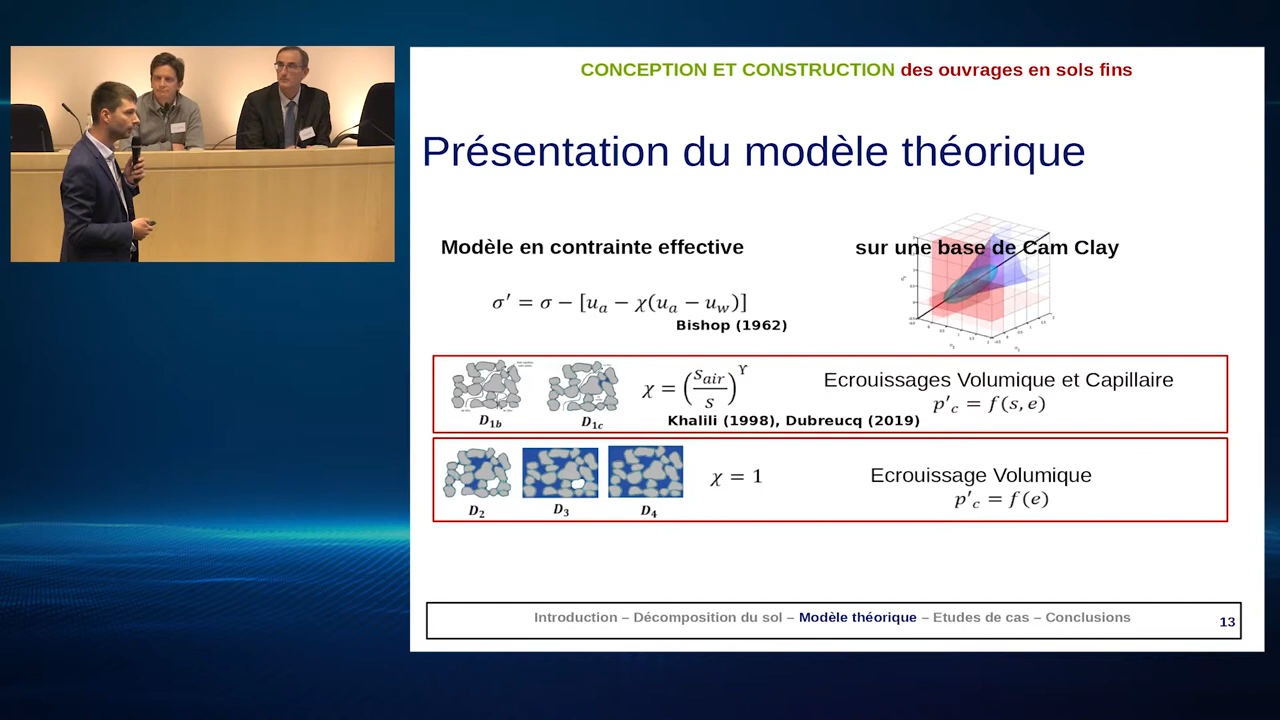 CONCEPTION ET CONSTRUCTION des ouvrages en sols fins
Présentation du modèle théorique
Modèle en contrainte effective
sur une base de Cam Clay
σ′ = σ − [u_a − χ(u_a − u_w)]
Bishop (1962)
χ = (s_air / s)^Υ
Ecrouissages Volumique et Capillaire
p′_c = f(s, e)
D_1b
D_1c
Khalili (1998), Dubreucq (2019)
χ = 1
Ecrouissage Volumique
p′_c = f(e)
D_2
D_3
D_4
Introduction – Décomposition du sol – Modèle théorique – Etudes de cas – Conclusions
13